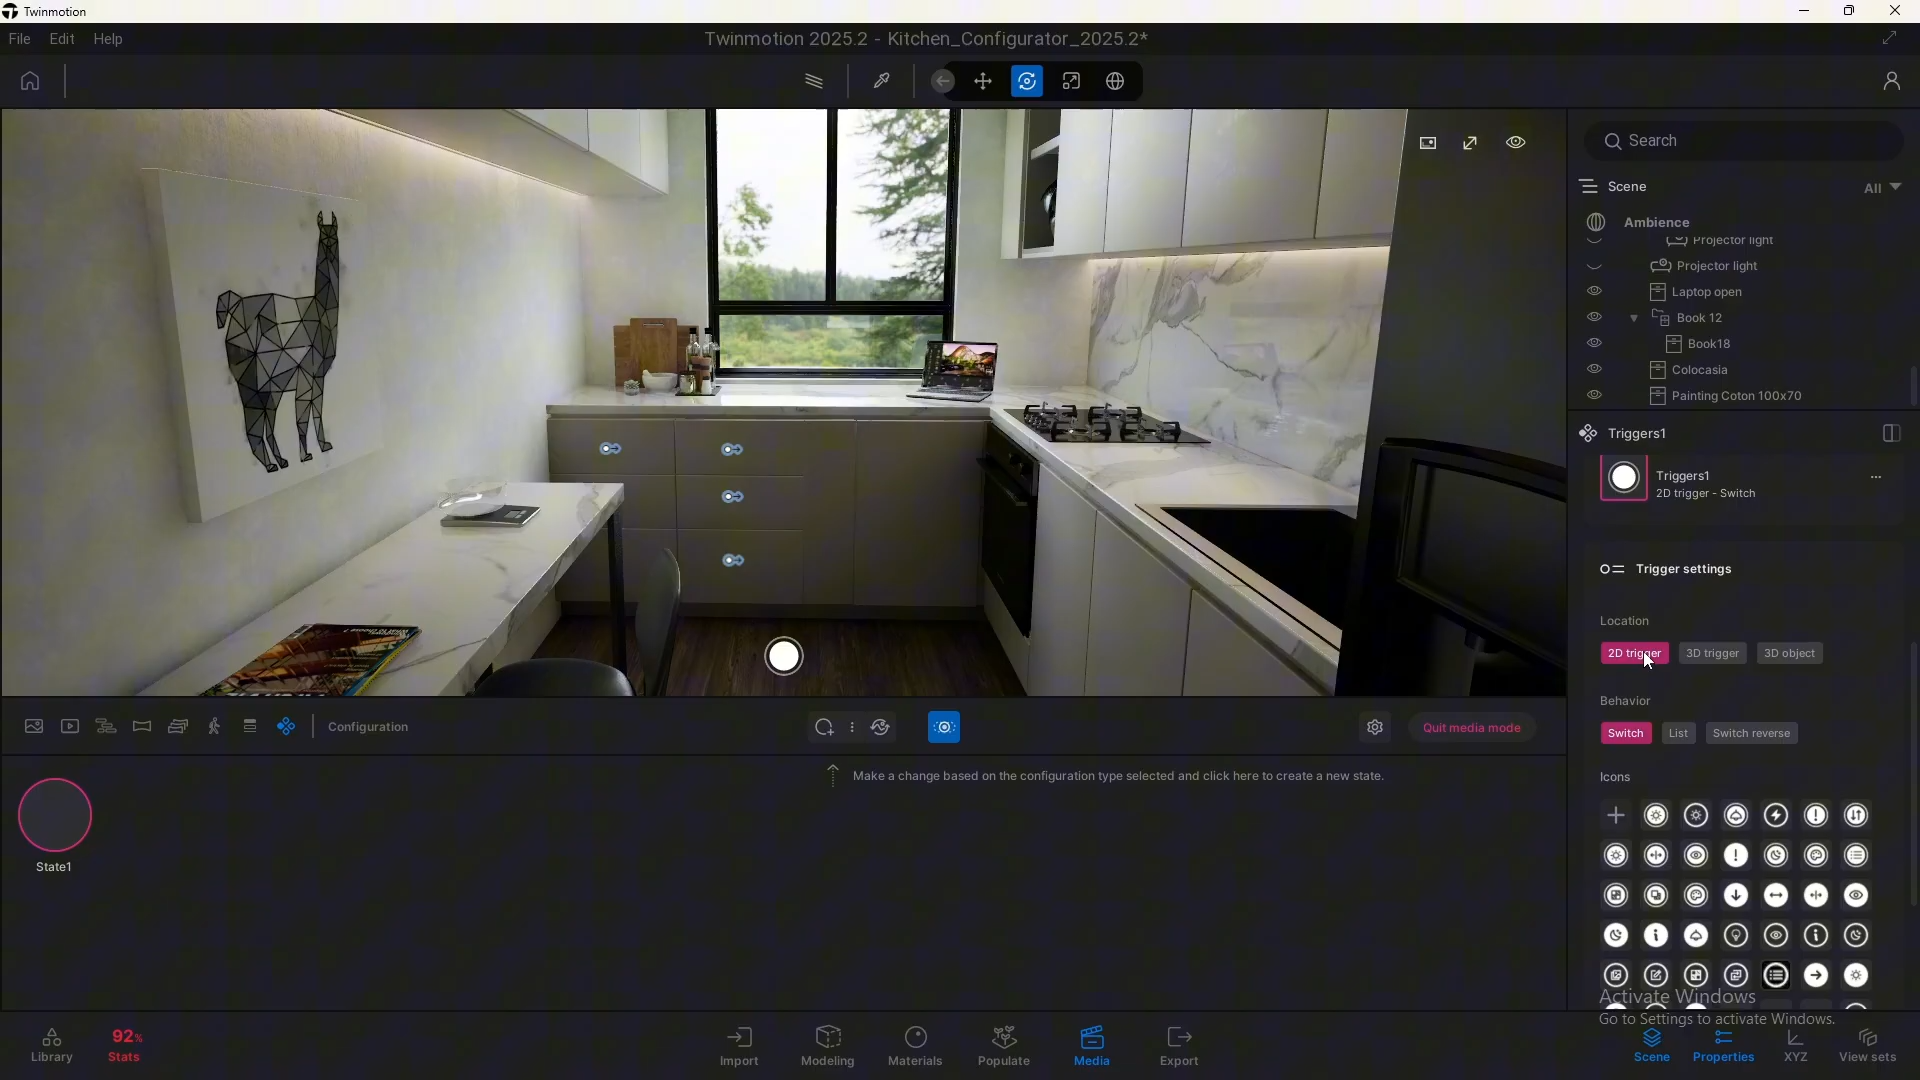 Twinmotion
File Edit Help
Twinmotion 2025.2 - Kitchen_Configurator_2025.2*
Search
Scene
All
Ambience
Projector light
Projector light
Laptop open
Book 12
Book18
Colocasia
Painting Coton 100x70
Triggers1
Triggers1
2D trigger - Switch
Trigger settings
Location
2D trigger 3D trigger 3D object
Behavior
Switch List Switch reverse
Icons
Configuration
Quit media mode
Make a change based on the configuration type selected and click here to create a new state.
State1
Activate Windows
Go to Settings to activate Windows.
Library
92%
Stats
Import
Modeling
Materials
Populate
Media
Export
Scene
Properties
XYZ
View sets